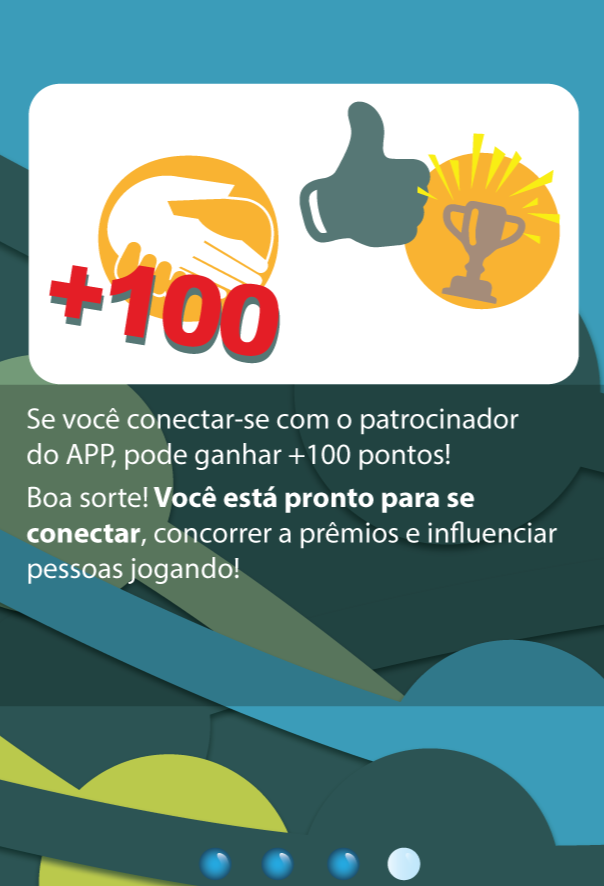 +100
Se você conectar-se com o patrocinador
do APP, pode ganhar +100 pontos!
Boa sorte! Você está pronto para se
conectar, concorrer a prêmios e influenciar
pessoas jogando!